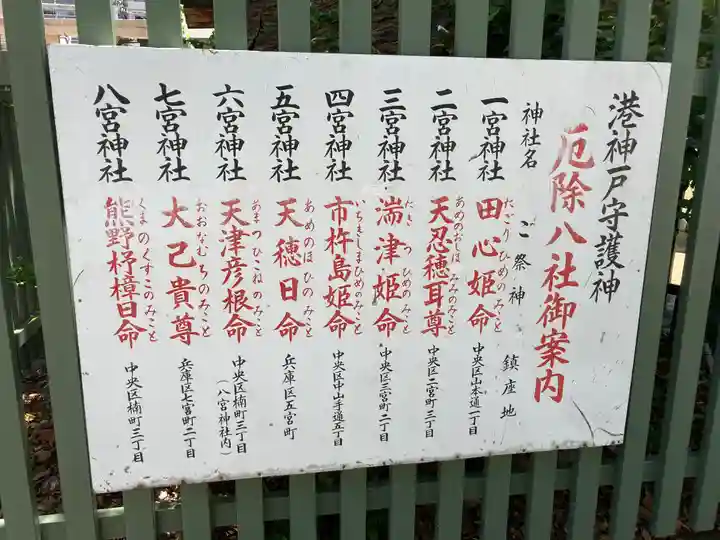 港神戸守護神
厄除八社御案内
神社名 ご祭神 鎮座地
一宮神社 田心姫命 たごりひめのみこと 中央区山本通一丁目
二宮神社 天忍穂耳尊 あめのおしほみみのみこと 中央区二宮町三丁目
三宮神社 湍津姫命 たきつひめのみこと 中央区三宮町二丁目
四宮神社 市杵島姫命 いちきしまひめのみこと 中央区中山手通五丁目
五宮神社 天穂日命 あめのほひのみこと 兵庫区五宮町
六宮神社 天津彦根命 あまつひこねのみこと 中央区楠町三丁目
（八宮神社内）
七宮神社 大己貴尊 おおなむちのみこと 兵庫区七宮町二丁目
八宮神社 熊野杼樟日命 くまのくすこのみこと 中央区楠町三丁目